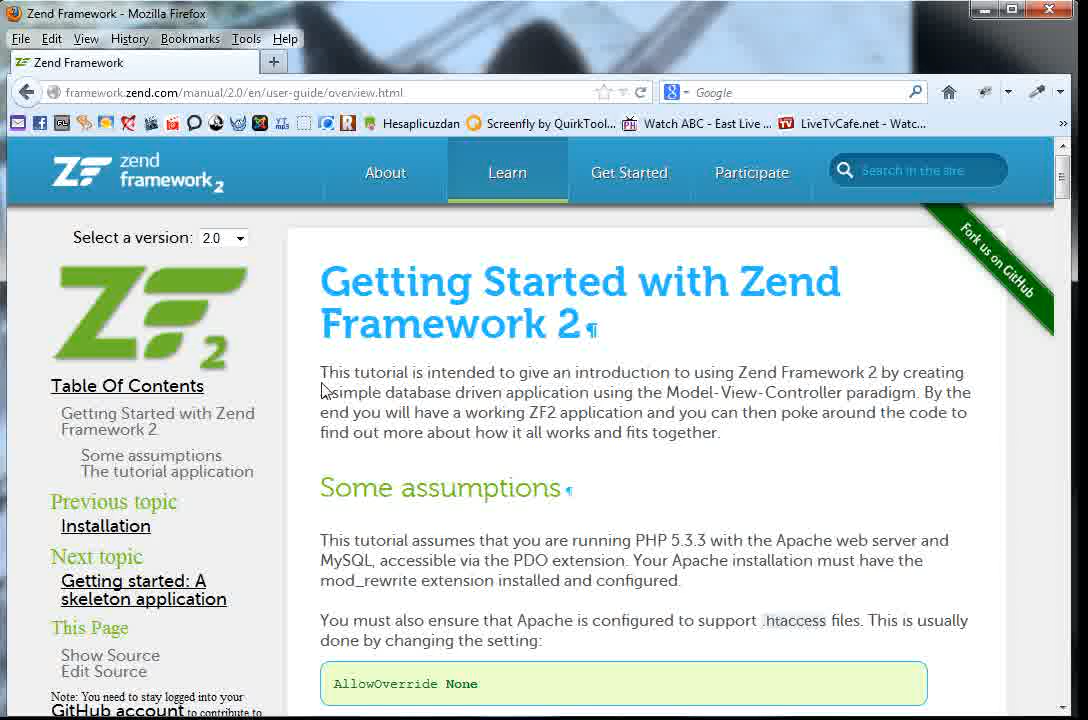 Zend Framework - Mozilla Firefox
File Edit View History Bookmarks Tools Help
Zend Framework
framework.zend.com/manual/2.0/en/user-guide/overview.html
Google
Hesaplicuzdan Screenfly by QuirkTool... Watch ABC - East Live ... LiveTvCafe.net - Watc...
zend
framework 2
About Learn Get Started Participate Search in the site
Fork us on GitHub
Select a version: 2.0
ZF2
Table Of Contents
Getting Started with Zend
Framework 2
Some assumptions
The tutorial application
Previous topic
Installation
Next topic
Getting started: A
skeleton application
This Page
Show Source
Edit Source
Note: You need to stay logged into your
GitHub account to contribute to
Getting Started with Zend
Framework 2 ¶
This tutorial is intended to give an introduction to using Zend Framework 2 by creating
simple database driven application using the Model-View-Controller paradigm. By the
end you will have a working ZF2 application and you can then poke around the code to
find out more about how it all works and fits together.
Some assumptions ¶
This tutorial assumes that you are running PHP 5.3.3 with the Apache web server and
MySQL, accessible via the PDO extension. Your Apache installation must have the
mod_rewrite extension installed and configured.
You must also ensure that Apache is configured to support .htaccess files. This is usually
done by changing the setting:
AllowOverride None